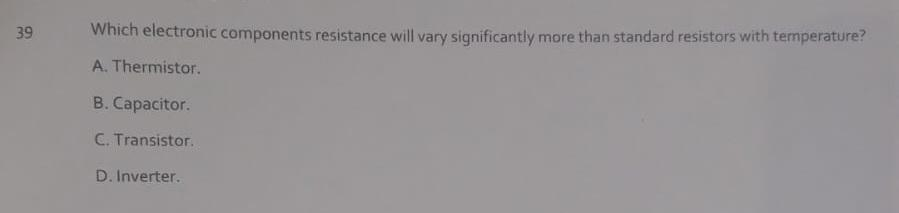 39 Which electronic components resistance will vary significantly more than standard resistors with temperature?
A. Thermistor.
B. Capacitor.
C. Transistor.
D. Inverter.